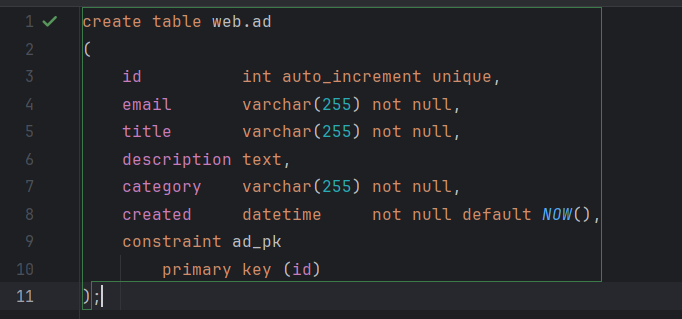 1 create table web.ad
2 (
3     id          int auto_increment unique,
4     email       varchar(255) not null,
5     title       varchar(255) not null,
6     description text,
7     category    varchar(255) not null,
8     created     datetime     not null default NOW(),
9     constraint ad_pk
10         primary key (id)
11 );